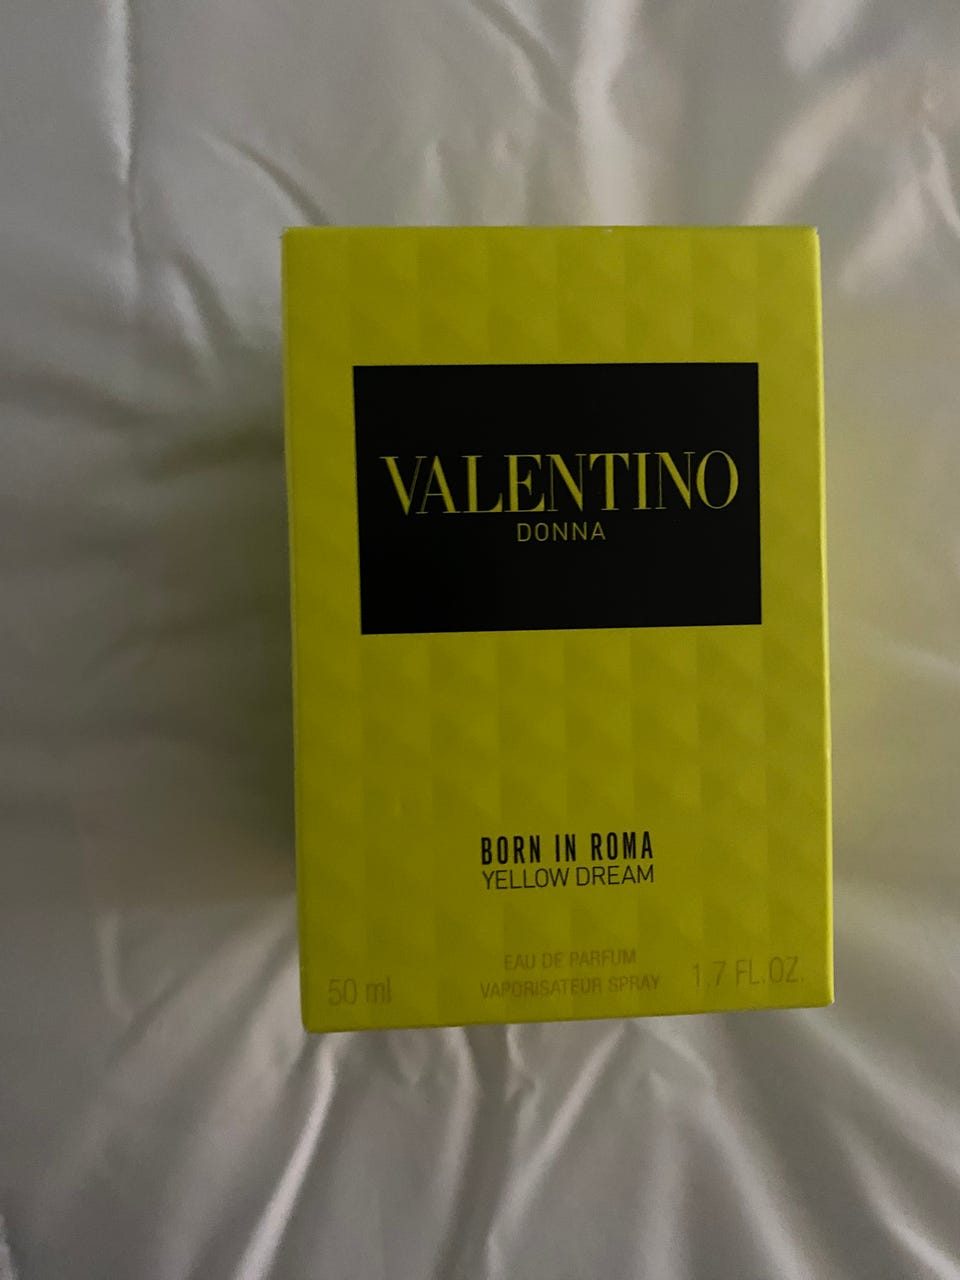 VALENTINO
DONNA
BORN IN ROMA
YELLOW DREAM
EAU DE PARFUM
50 ml VAPORISATEUR SPRAY 1.7 FL.OZ.